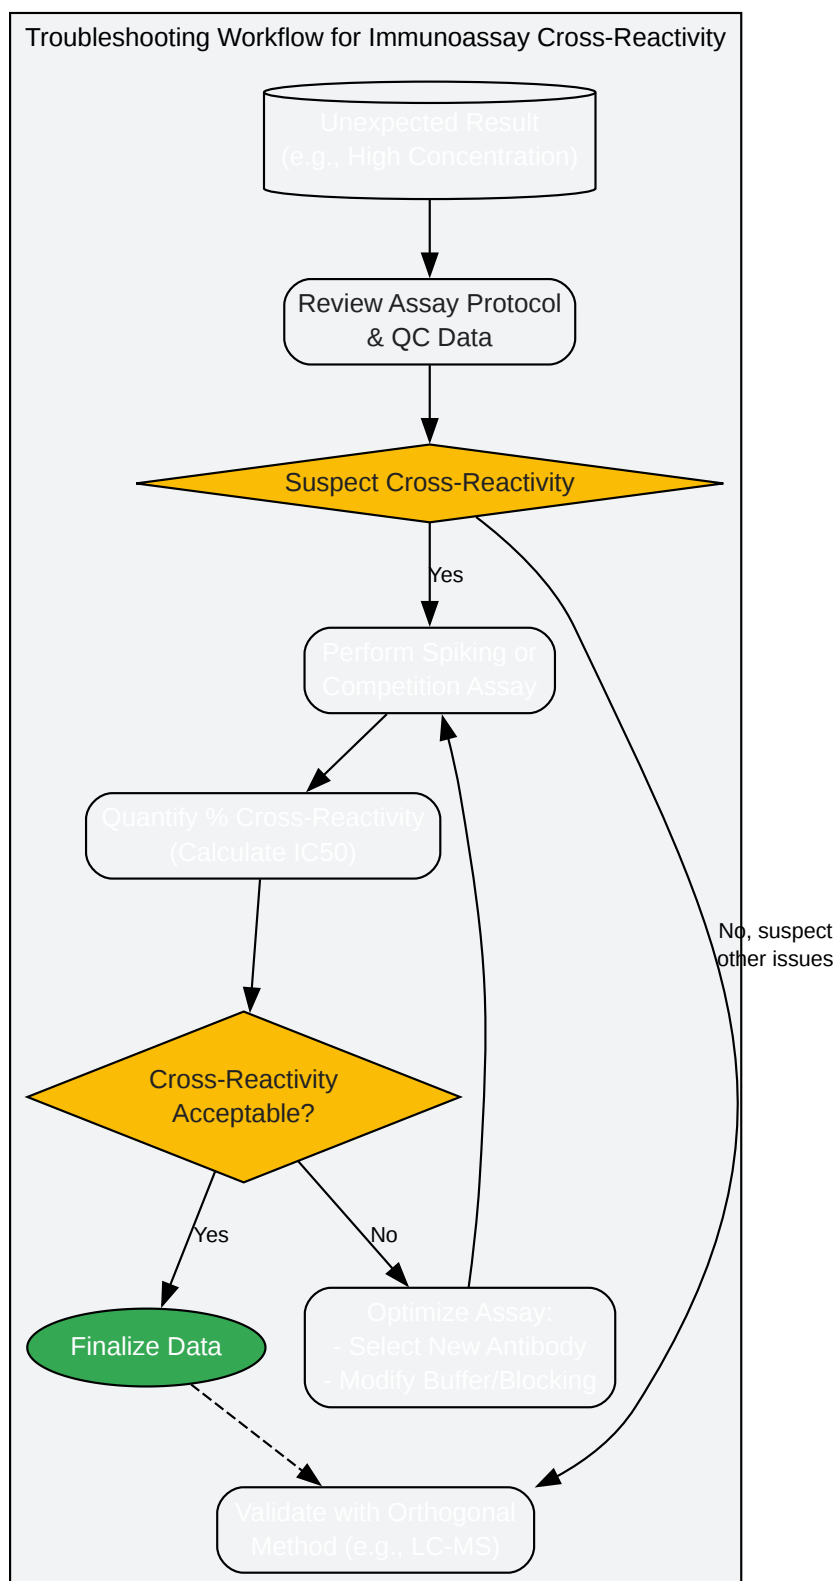 Troubleshooting Workflow for Immunoassay Cross-Reactivity
Unexpected Result
(e.g., High Concentration)
Review Assay Protocol
& QC Data
Suspect Cross-Reactivity
Yes
Perform Spiking or
Competition Assay
Quantify % Cross-Reactivity
(Calculate IC50)
No, suspect
other issues
Cross-Reactivity
Acceptable?
Yes
No
Optimize Assay:
- Select New Antibody
- Modify Buffer/Blocking
Finalize Data
Validate with Orthogonal
Method (e.g., LC-MS)